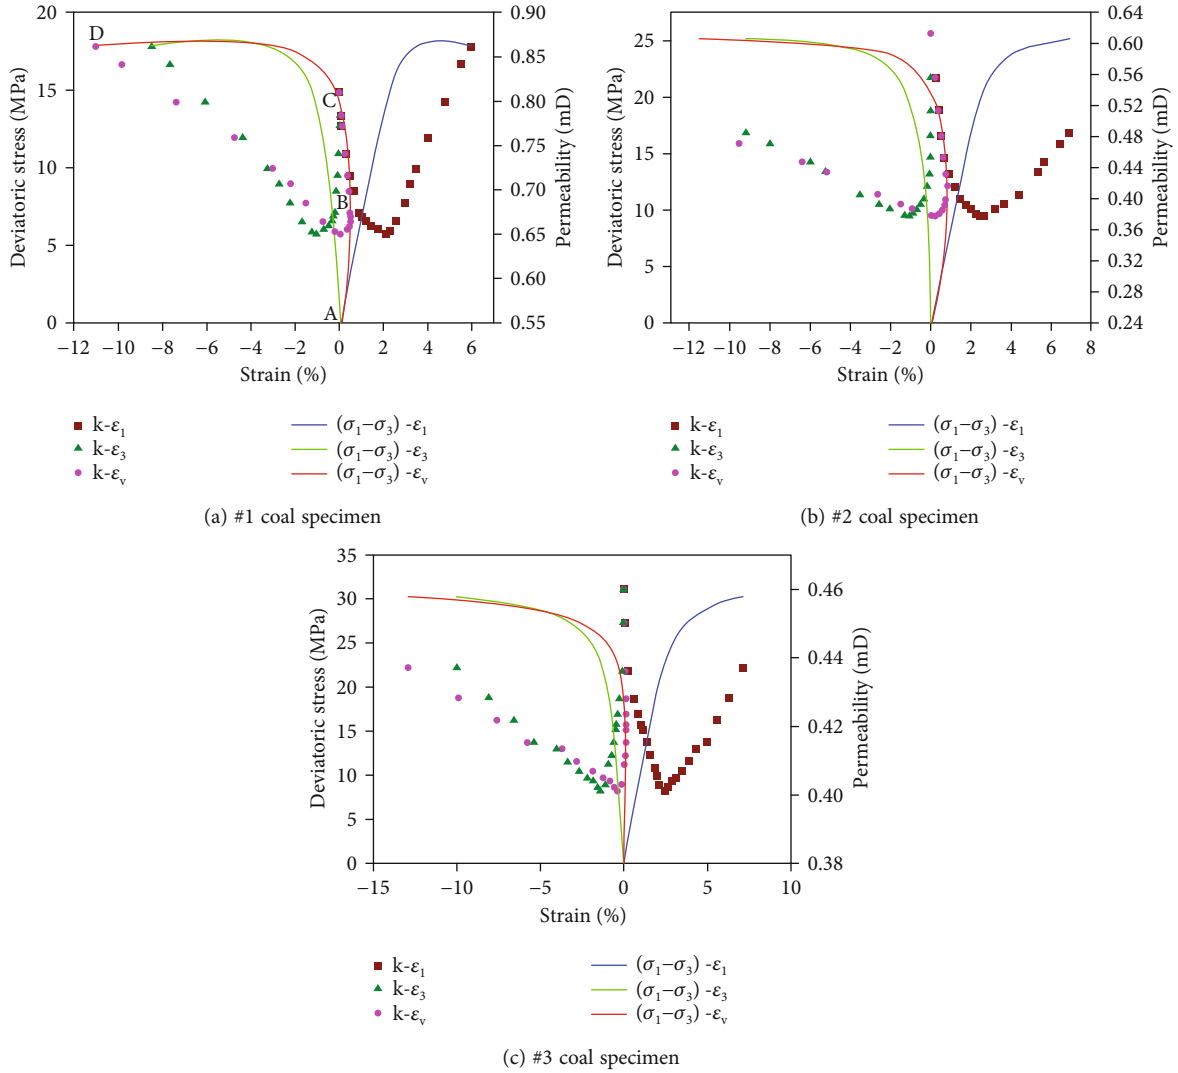 20
15
10
5
0
Deviatoric stress (MPa)
D
C
B
A
0.90
0.85
0.80
0.75
0.70
0.65
0.60
0.55
Permeability (mD)
−12 −10 −8 −6 −4 −2 0 2 4 6
Strain (%)
k-ε1 (σ1−σ3) -ε1
k-ε3 (σ1−σ3) -ε3
k-εv (σ1−σ3) -εv
(a) #1 coal specimen
25
20
15
10
5
0
Deviatoric stress (MPa)
0.64
0.60
0.56
0.52
0.48
0.44
0.40
0.36
0.32
0.28
0.24
Permeability (mD)
−12 −10 −8 −6 −4 −2 0 2 4 6 8
Strain (%)
k-ε1 (σ1−σ3) -ε1
k-ε3 (σ1−σ3) -ε3
k-εv (σ1−σ3) -εv
(b) #2 coal specimen
35
30
25
20
15
10
5
0
Deviatoric stress (MPa)
0.46
0.44
0.42
0.40
0.38
Permeability (mD)
−15 −10 −5 0 5 10
Strain (%)
k-ε1 (σ1−σ3) -ε1
k-ε3 (σ1−σ3) -ε3
k-εv (σ1−σ3) -εv
(c) #3 coal specimen